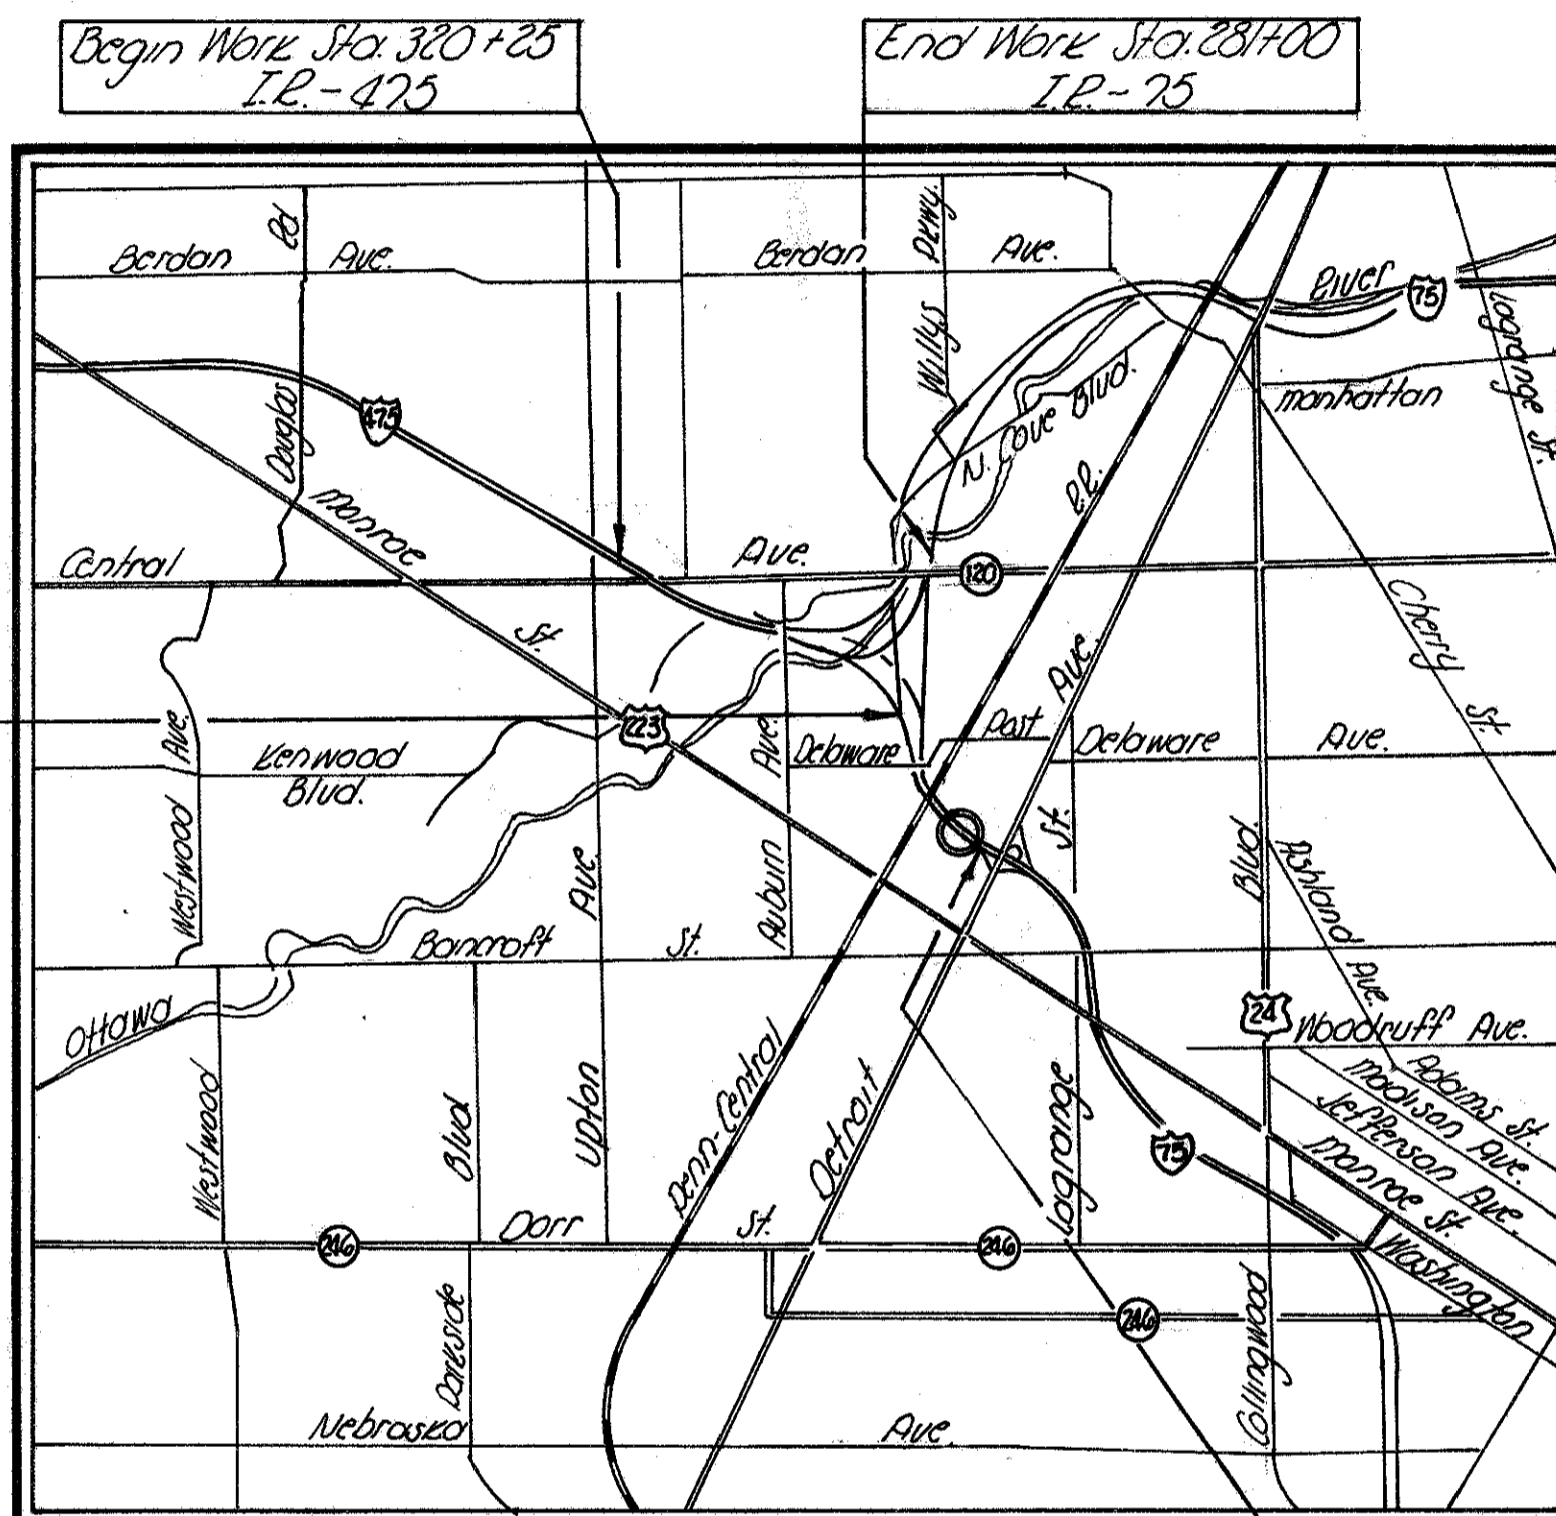 Begin Work Sta. 320+25
I.R.-475
End Work Sta. 281+00
I.R.-75
Berdan
Rd
Ave.
Berdan
Pkwy.
Ave.
River
75
Willys
Lagrange St.
475
Douglas
N. Cove Blvd.
Manhattan
Monroe
R.R.
Central
Ave.
120
Cherry
St.
St.
Ave.
Ave.
223
Ave.
Post
Kenwood
Blvd.
Delaware
Delaware
Ave.
Westwood
Ave.
Auburn
St.
Blvd.
Ashland Ave.
Bancroft
St.
Ottawa
24
Woodruff Ave.
Westwood
Blvd
Upton
Penn-Central
Detroit
Lagrange
75
Adams St.
Madison Ave.
Jefferson Ave.
Monroe St.
Washington
246
Dorr
St.
246
246
Parkside
Collingwood
Nebraska
Ave.